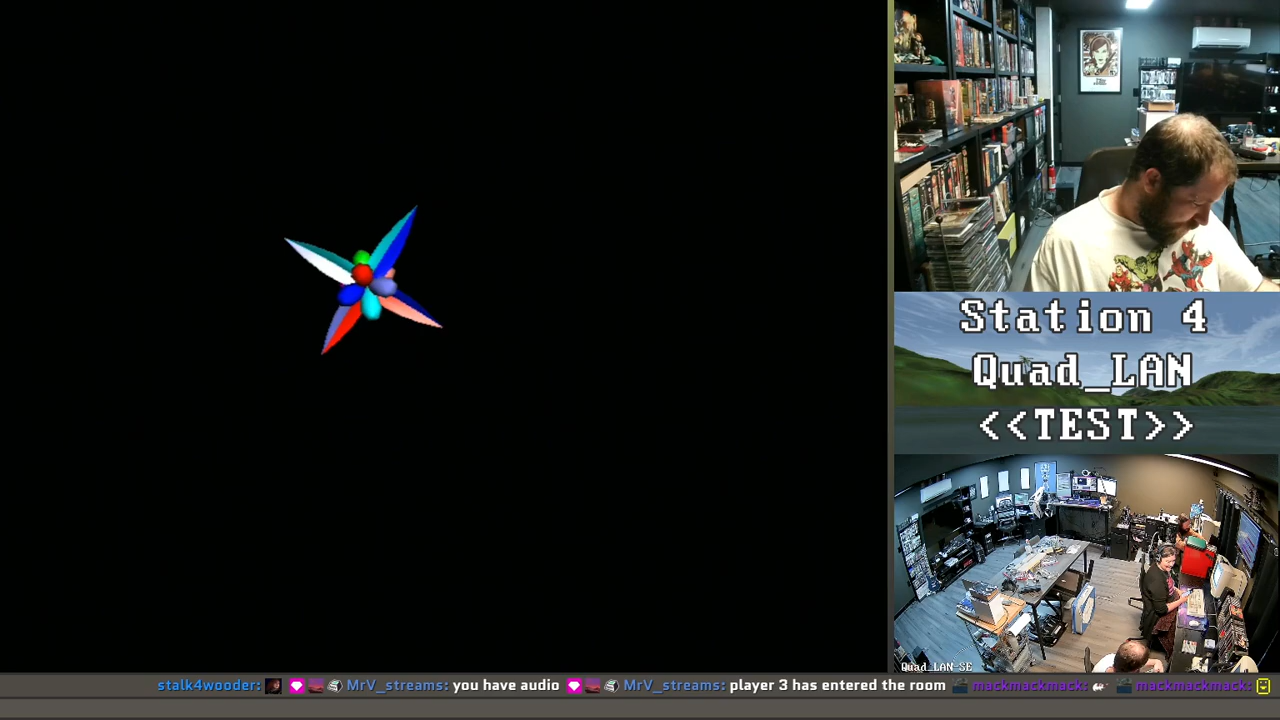 Station 4
Quad_LAN
<<TEST>>
Quad_LAN-SE
stalk4wooder: MrV_streams: you have audio MrV_streams: player 3 has entered the room mackmackmack: mackmackmack: